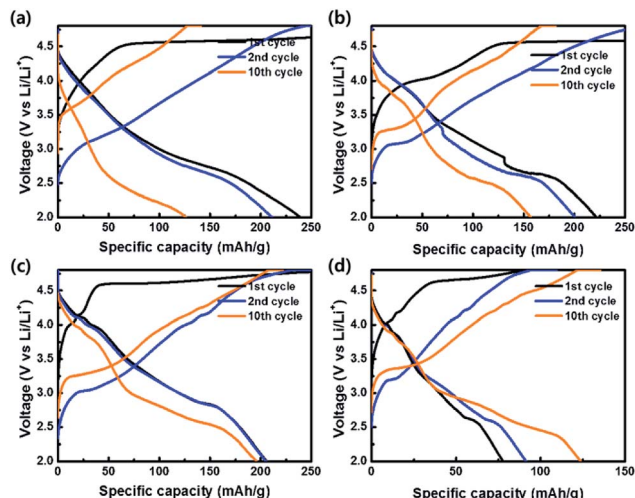 (a)
4.5
4.0
3.5
3.0
2.5
2.0
Voltage (V vs Li/Li+)
1st cycle
2nd cycle
10th cycle
0 50 100 150 200 250
Specific capacity (mAh/g)
(b)
4.5
4.0
3.5
3.0
2.5
2.0
Voltage (V vs Li/Li+)
1st cycle
2nd cycle
10th cycle
0 50 100 150 200 250
Specific capacity (mAh/g)
(c)
4.5
4.0
3.5
3.0
2.5
2.0
Voltage (V vs Li/Li+)
1st cycle
2nd cycle
10th cycle
0 50 100 150 200 250
Specific capacity (mAh/g)
(d)
4.5
4.0
3.5
3.0
2.5
2.0
Voltage (V vs Li/Li+)
1st cycle
2nd cycle
10th cycle
0 50 100 150
Specific capacity (mAh/g)